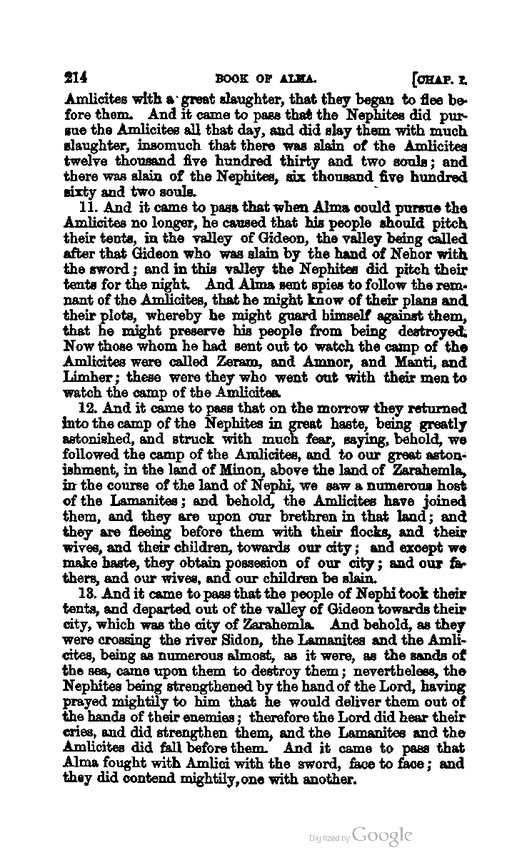 214 BOOK OF ALMA. [CHAP. I.
Amlicites with a great slaughter, that they began to flee be-
fore them. And it came to pass that the Nephites did pur-
sue the Amlicites all that day, and did slay them with much
slaughter, insomuch that there was slain of the Amlicites
twelve thousand five hundred thirty and two souls; and
there was slain of the Nephites, six thousand five hundred
sixty and two souls.
11. And it came to pass that when Alma could pursue the
Amlicites no longer, he caused that his people should pitch
their tents, in the valley of Gideon, the valley being called
after that Gideon who was slain by the hand of Nehor with
the sword; and in this valley the Nephites did pitch their
tents for the night. And Alma sent spies to follow the rem-
nant of the Amlicites, that he might know of their plans and
their plots, whereby he might guard himself against them,
that he might preserve his people from being destroyed.
Now those whom he had sent out to watch the camp of the
Amlicites were called Zeram, and Amnor, and Manti, and
Limher; these were they who went out with their men to
watch the camp of the Amlicites.
12. And it came to pass that on the morrow they returned
into the camp of the Nephites in great haste, being greatly
astonished, and struck with much fear, saying, behold, we
followed the camp of the Amlicites, and to our great aston-
ishment, in the land of Minon, above the land of Zarahemla,
in the course of the land of Nephi, we saw a numerous host
of the Lamanites; and behold, the Amlicites have joined
them, and they are upon our brethren in that land; and
they are fleeing before them with their flocks, and their
wives, and their children, towards our city; and except we
make haste, they obtain possesion of our city; and our fa-
thers, and our wives, and our children be slain.
13. And it came to pass that the people of Nephi took their
tents, and departed out of the valley of Gideon towards their
city, which was the city of Zarahemla. And behold, as they
were crossing the river Sidon, the Lamanites and the Amli-
cites, being as numerous almost, as it were, as the sands of
the sea, came upon them to destroy them; nevertheless, the
Nephites being strengthened by the hand of the Lord, having
prayed mightily to him that he would deliver them out of
the hands of their enemies; therefore the Lord did hear their
cries, and did strengthen them, and the Lamanites and the
Amlicites did fall before them. And it came to pass that
Alma fought with Amlici with the sword, face to face; and
they did contend mightily, one with another.
Digitized by Google